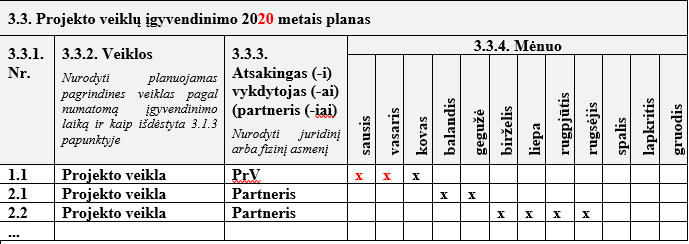 3.3. Projekto veiklų įgyvendinimo 2020 metais planas
3.3.1.
Nr.
3.3.2. Veiklos
Nurodyti planuojamas
pagrindines veiklas pagal
numatomą įgyvendinimo
laiką ir kaip išdėstyta 3.1.3
papunktyje
3.3.3.
Atsakingas (-i)
vykdytojas (-ai)
(partneris (-iai)
Nurodyti juridinį
arba fizinį asmenį
3.3.4. Mėnuo
sausis
vasaris
kovas
balandis
gegužė
birželis
liepa
rugpjūtis
rugsėjis
spalis
lapkritis
gruodis
1.1 Projekto veikla PrV x x x
2.1 Projekto veikla Partneris x x
2.2 Projekto veikla Partneris x x x x
...